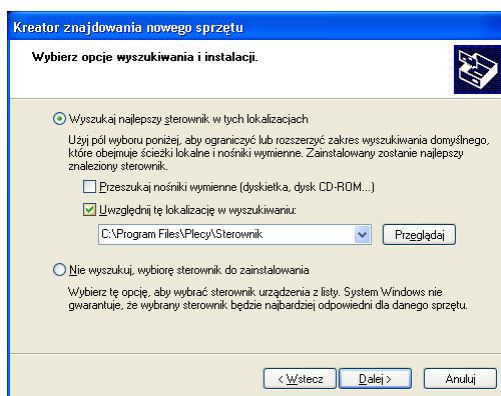 Kreator znajdowania nowego sprzętu
Wybierz opcje wyszukiwania i instalacji.
Wyszukaj najlepszy sterownik w tych lokalizacjach
Użyj pól wyboru poniżej, aby ograniczyć lub rozszerzyć zakres wyszukiwania domyślnego,
które obejmuje ścieżki lokalne i nośniki wymienne. Zainstalowany zostanie najlepszy
znaleziony sterownik.
Przeszukaj nośniki wymienne (dyskietka, dysk CD-ROM...)
Uwzględnij tę lokalizację w wyszukiwaniu:
C:\Program Files\Plecy\Sterownik
Przeglądaj
Nie wyszukuj, wybiorę sterownik do zainstalowania
Wybierz tę opcję, aby wybrać sterownik urządzenia z listy. System Windows nie
gwarantuje, że wybrany sterownik będzie najbardziej odpowiedni dla danego sprzętu.
< Wstecz
Dalej >
Anuluj